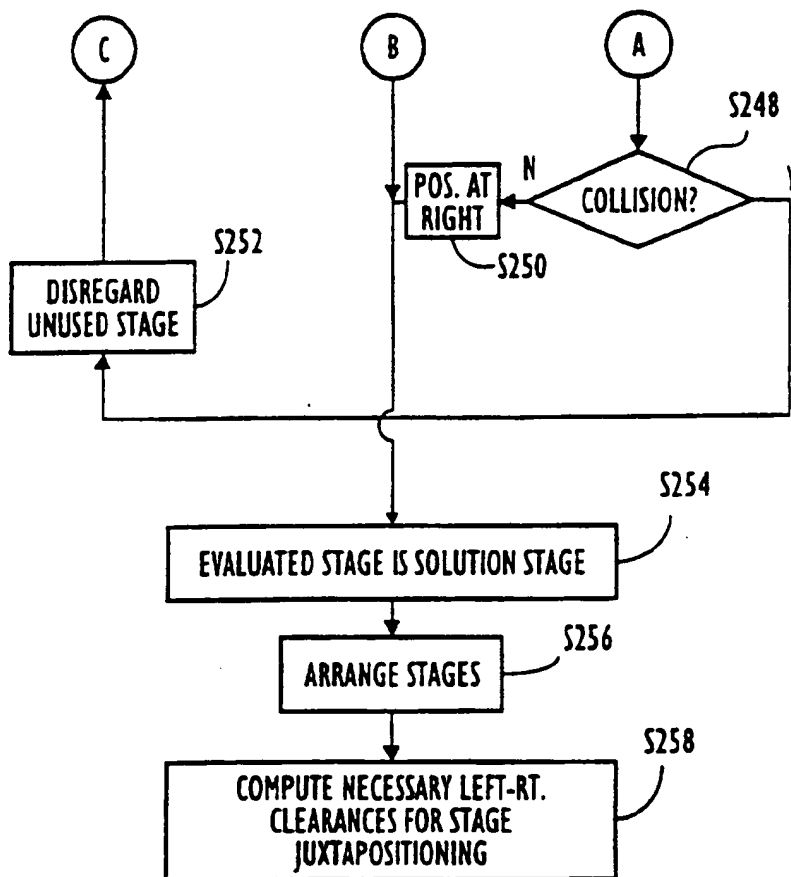 C
B
A
S248
N
POS. AT
RIGHT
COLLISION?
S250
S252
DISREGARD
UNUSED STAGE
S254
EVALUATED STAGE IS SOLUTION STAGE
S256
ARRANGE STAGES
S258
COMPUTE NECESSARY LEFT-RT.
CLEARANCES FOR STAGE
JUXTAPOSITIONING